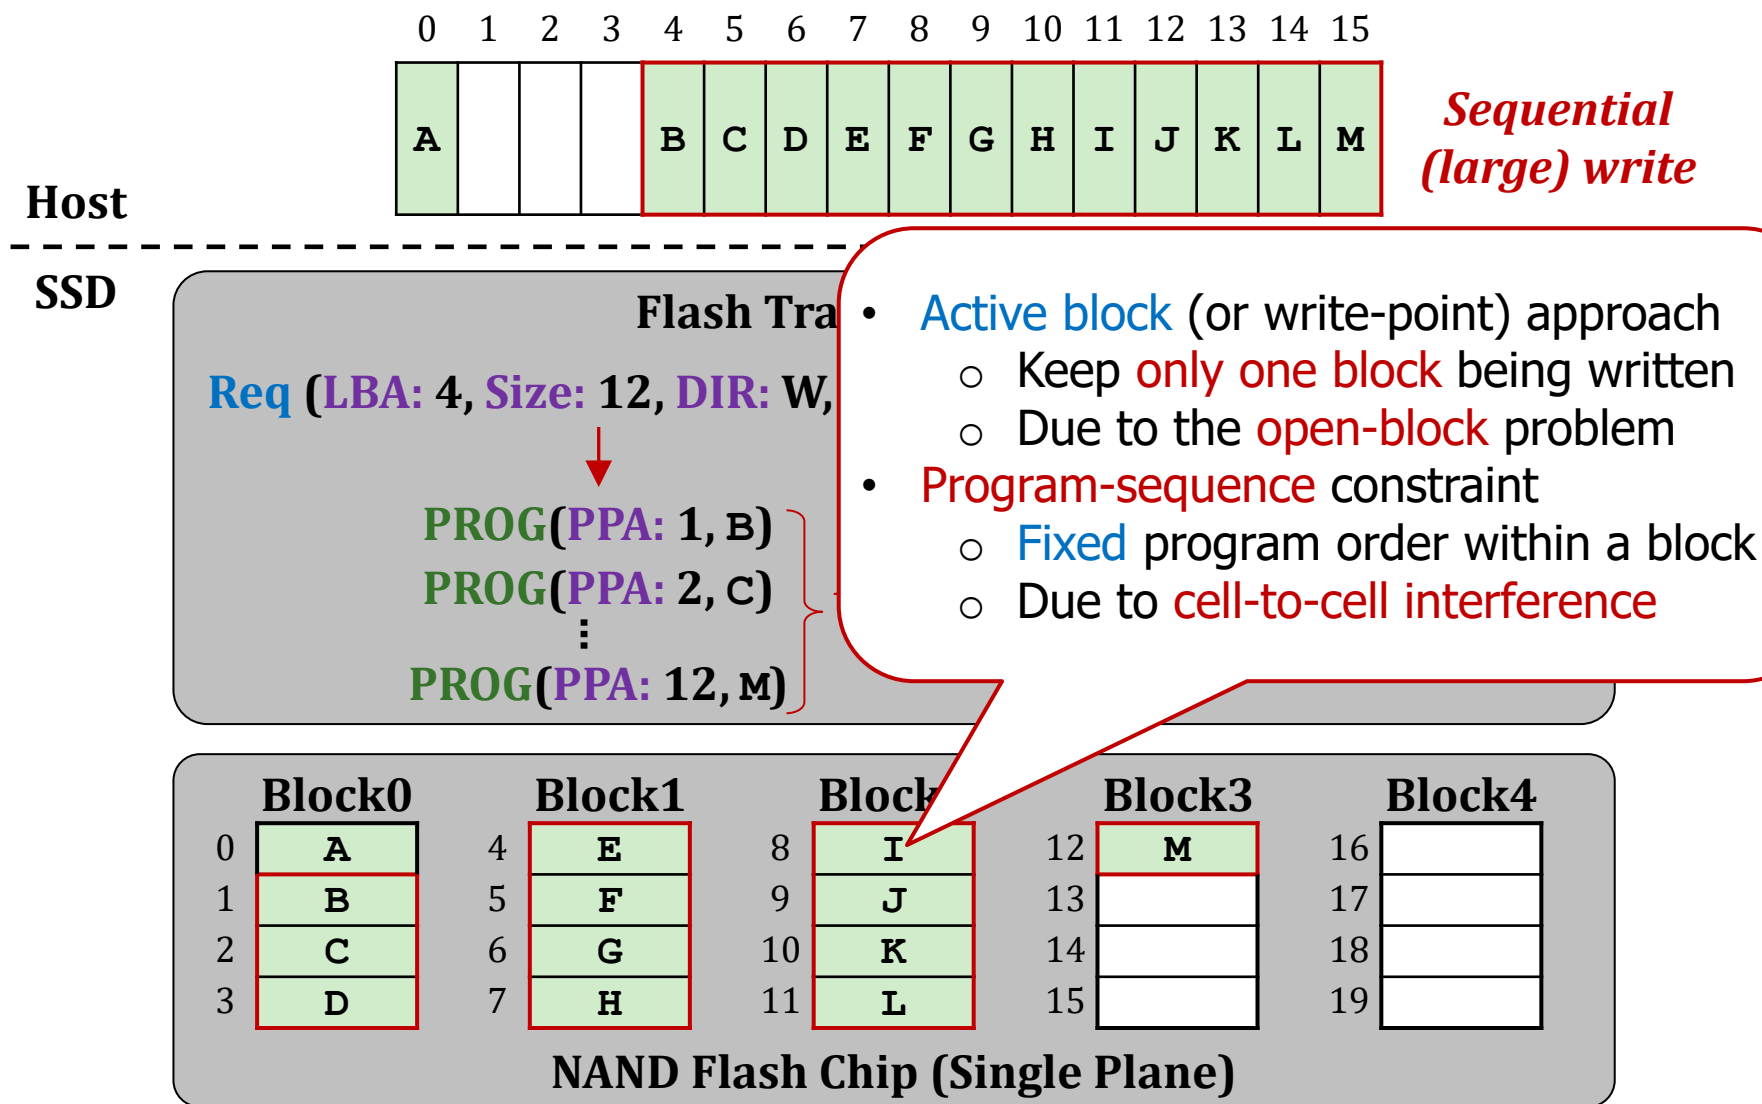 0 1 2 3 4 5 6 7 8 9 10 11 12 13 14 15
A B C D E F G H I J K L M
Sequential
(large) write
Host
SSD
Flash Tra
Req (LBA: 4, Size: 12, DIR: W,
PROG(PPA: 1, B)
PROG(PPA: 2, C)
⋮
PROG(PPA: 12, M)
• Active block (or write-point) approach
o Keep only one block being written
o Due to the open-block problem
• Program-sequence constraint
o Fixed program order within a block
o Due to cell-to-cell interference
Block0 Block1 Block Block3 Block4
0 A 4 E 8 I 12 M 16
1 B 5 F 9 J 13 17
2 C 6 G 10 K 14 18
3 D 7 H 11 L 15 19
NAND Flash Chip (Single Plane)